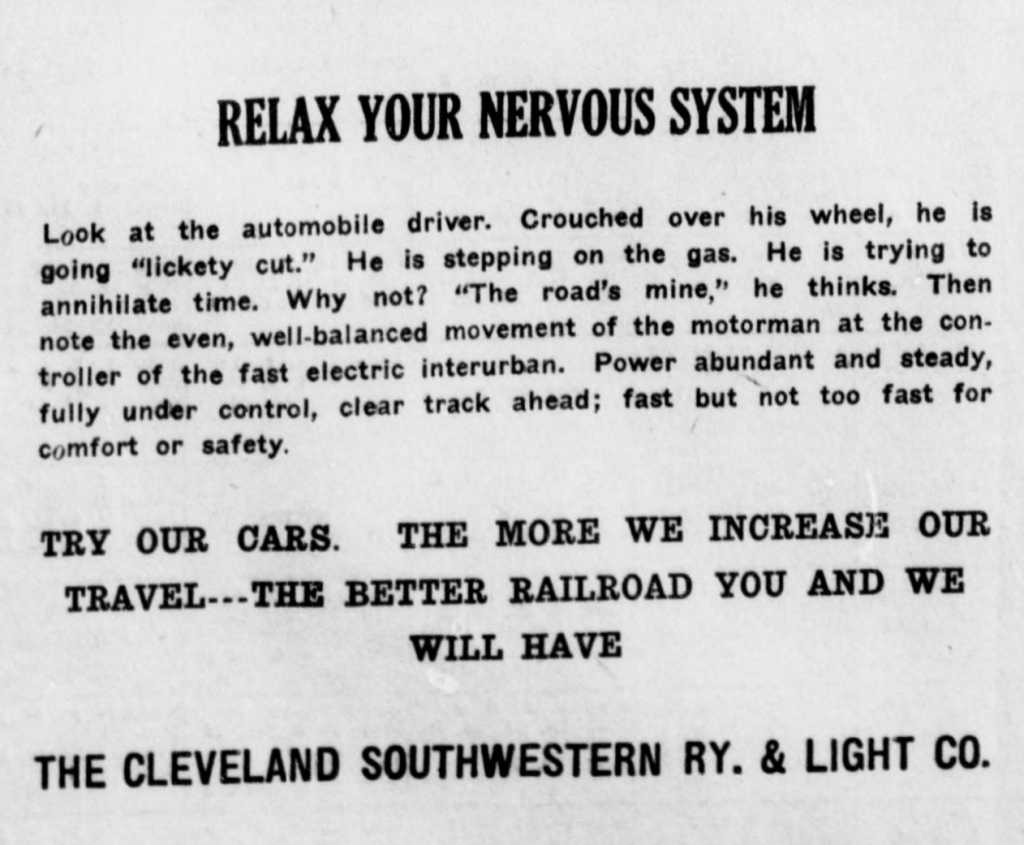 RELAX YOUR NERVOUS SYSTEM
Look at the automobile driver. Crouched over his wheel, he is
going "lickety cut." He is stepping on the gas. He is trying to
annihilate time. Why not? "The road's mine," he thinks. Then
note the even, well-balanced movement of the motorman at the con-
troller of the fast electric interurban. Power abundant and steady,
fully under control, clear track ahead; fast but not too fast for
comfort or safety.
TRY OUR CARS. THE MORE WE INCREASE OUR
TRAVEL---THE BETTER RAILROAD YOU AND WE
WILL HAVE
THE CLEVELAND SOUTHWESTERN RY. & LIGHT CO.